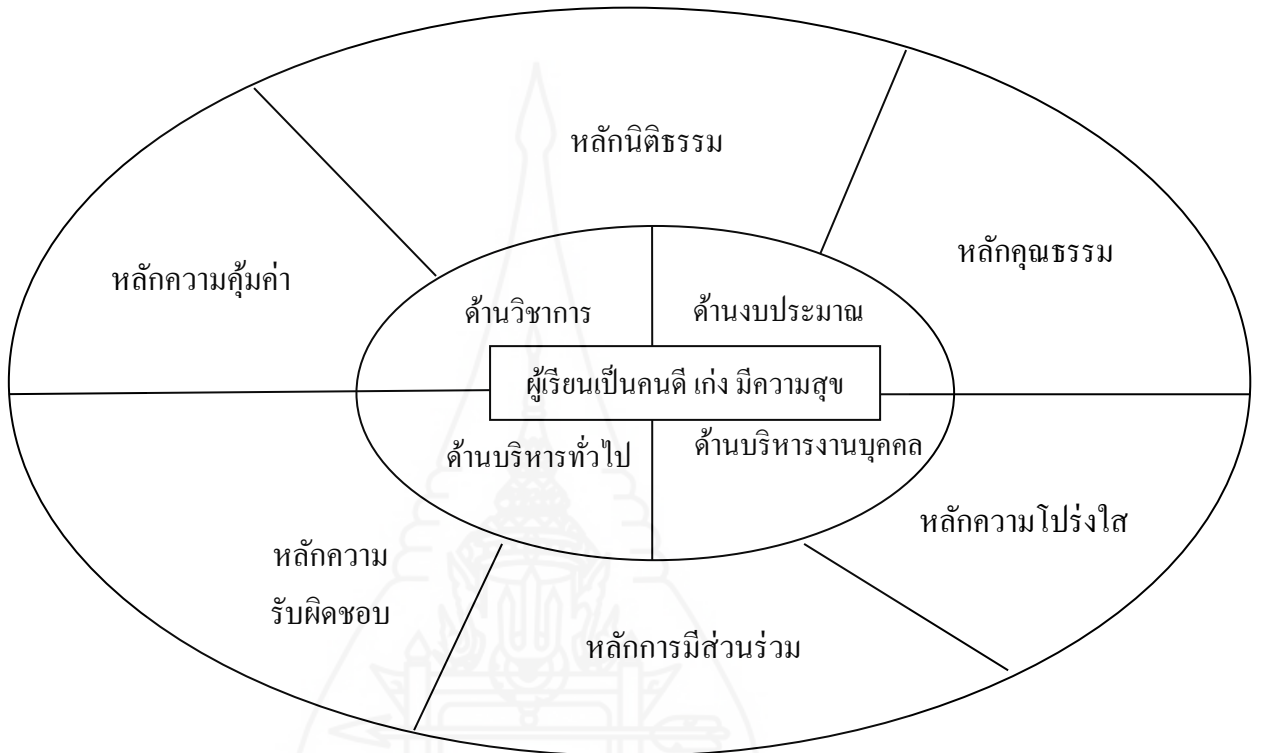 หลักนิติธรรม
หลักคุณธรรม
หลักความคุ้มค่า
ด้านวิชาการ
ด้านงบประมาณ
ผู้เรียนเป็นคนดี เก่ง มีความสุข
ด้านบริหารทั่วไป
ด้านบริหารงานบุคคล
หลักความโปร่งใส
หลักความ
รับผิดชอบ
หลักการมีส่วนร่วม